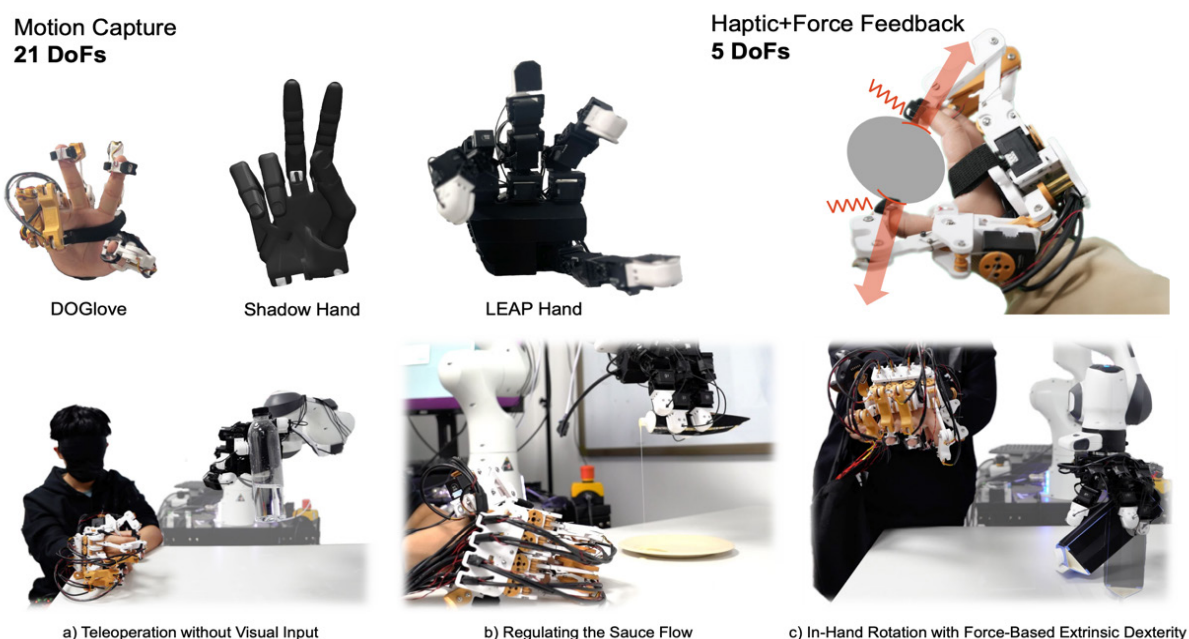 Motion Capture
21 DoFs
Haptic+Force Feedback
5 DoFs
DOGlove
Shadow Hand
LEAP Hand
a) Teleoperation without Visual Input
b) Regulating the Sauce Flow
c) In-Hand Rotation with Force-Based Extrinsic Dexterity